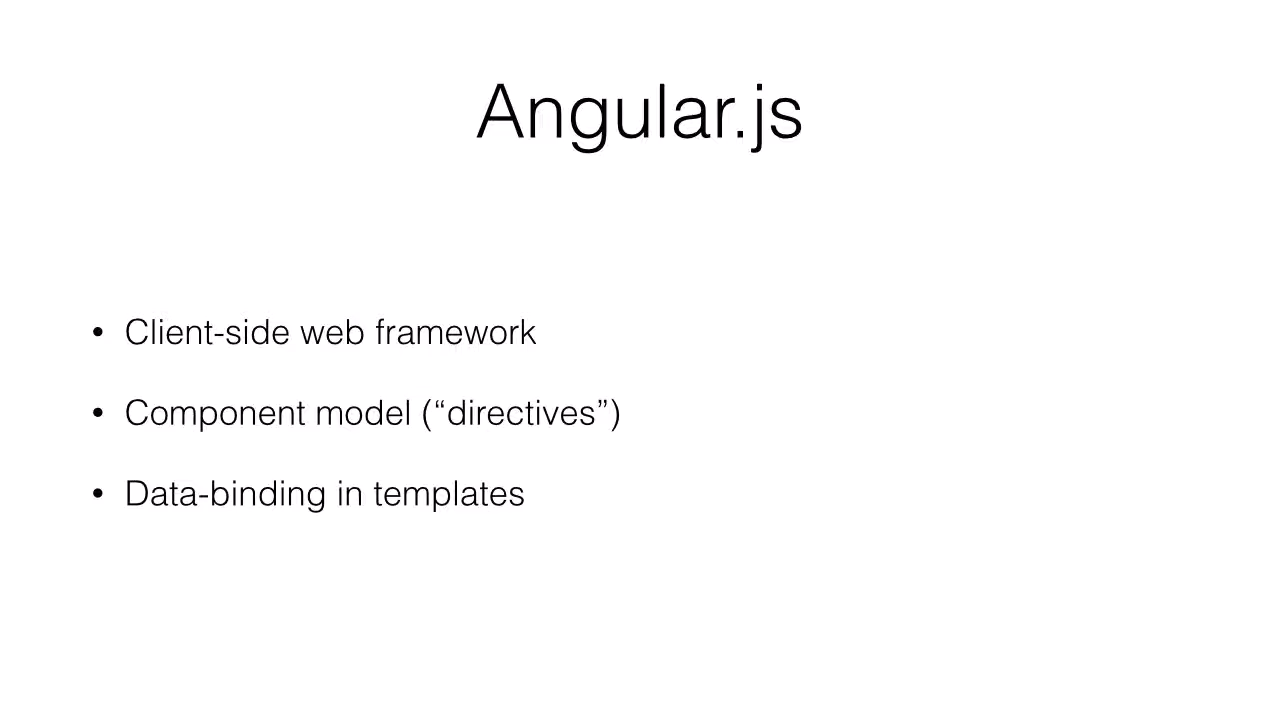 Angular.js
• Client-side web framework
• Component model (“directives”)
• Data-binding in templates